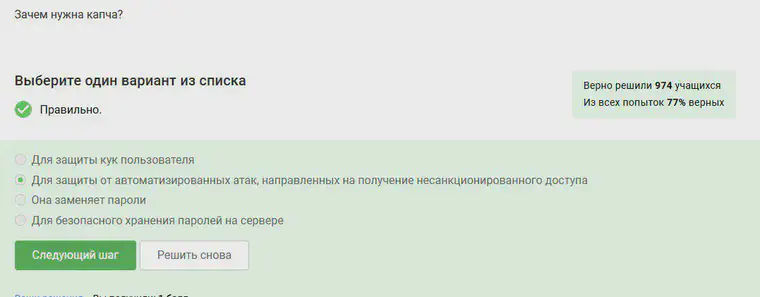 Зачем нужна капча?
Выберите один вариант из списка
Верно решили 974 учащихся
Из всех попыток 77% верных
Правильно.
Для защиты кук пользователя
Для защиты от автоматизированных атак, направленных на получение несанкционированного доступа
Она заменяет пароли
Для безопасного хранения паролей на сервере
Следующий шаг
Решить снова